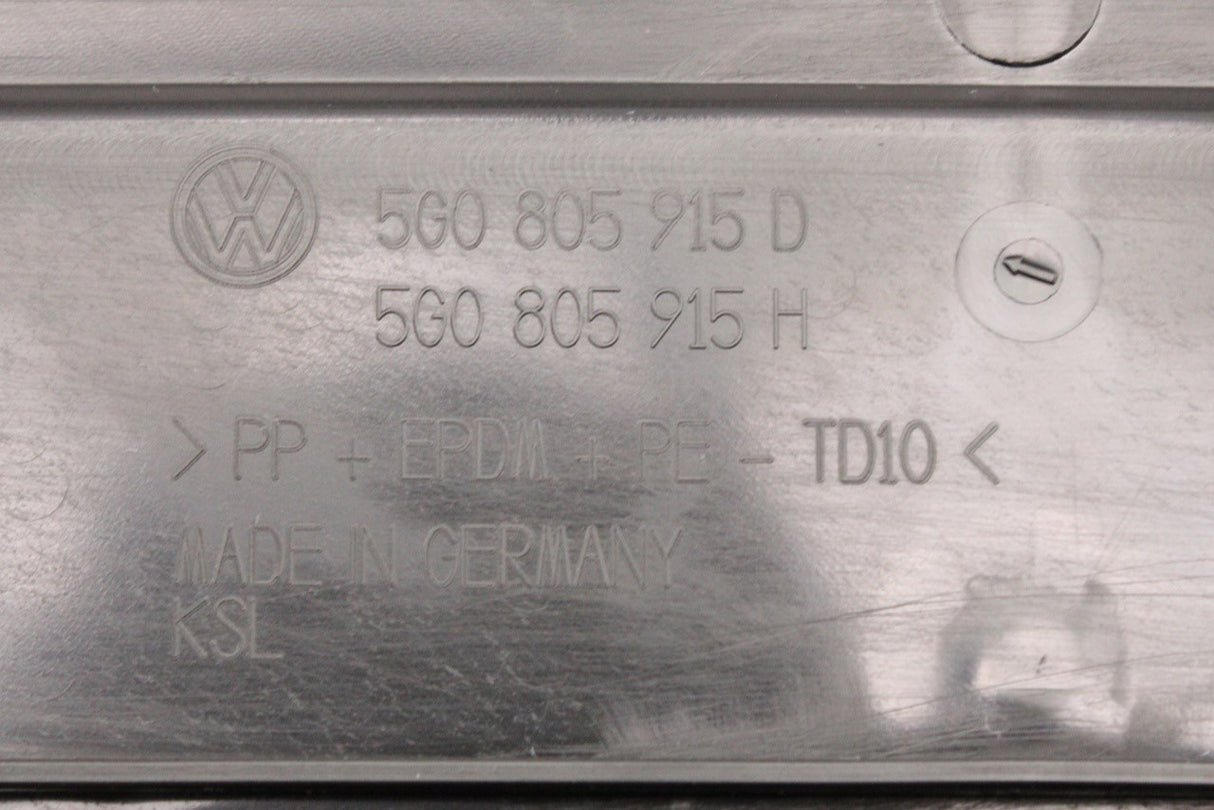 5G0 805 915 D
5G0 805 915 H
> PP + EPDM + PE - TD10 <
MADE IN GERMANY
KSL